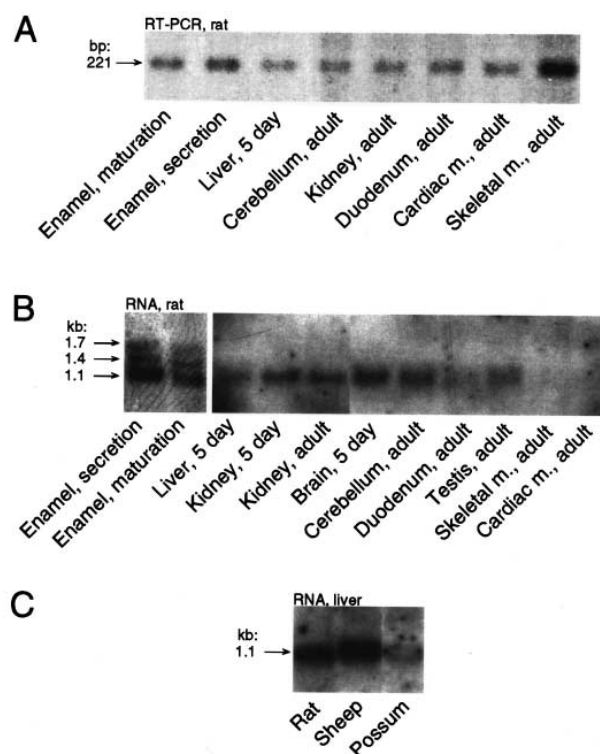 A
RT-PCR, rat
bp:
221
Enamel, maturation
Enamel, secretion
Liver, 5 day
Cerebellum, adult
Kidney, adult
Duodenum, adult
Cardiac m., adult
Skeletal m., adult
B
RNA, rat
kb:
1.7
1.4
1.1
Enamel, secretion
Enamel, maturation
Liver, 5 day
Kidney, 5 day
Kidney, adult
Brain, 5 day
Cerebellum, adult
Duodenum, adult
Testis, adult
Skeletal m., adult
Cardiac m., adult
C
RNA, liver
kb:
1.1
Rat
Sheep
Possum